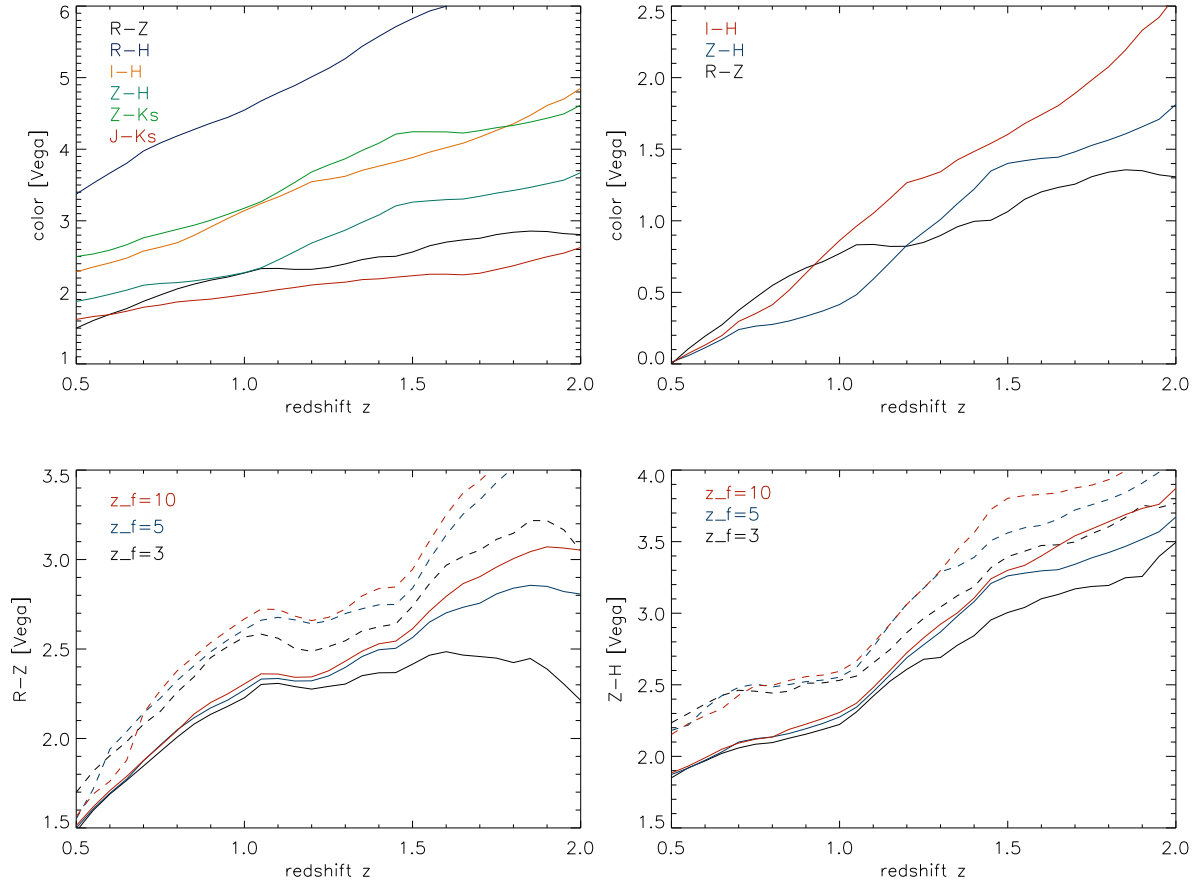 6
5
4
3
2
1
color [Vega]
R−Z
R−H
I−H
Z−H
Z−Ks
J−Ks
0.5
1.0
1.5
2.0
redshift z
2.5
2.0
1.5
1.0
0.5
0.0
color [Vega]
I−H
Z−H
R−Z
0.5
1.0
1.5
2.0
redshift z
3.5
3.0
2.5
2.0
1.5
R−Z [Vega]
z_f=10
z_f=5
z_f=3
0.5
1.0
1.5
2.0
redshift z
4.0
3.5
3.0
2.5
2.0
1.5
Z−H [Vega]
z_f=10
z_f=5
z_f=3
0.5
1.0
1.5
2.0
redshift z